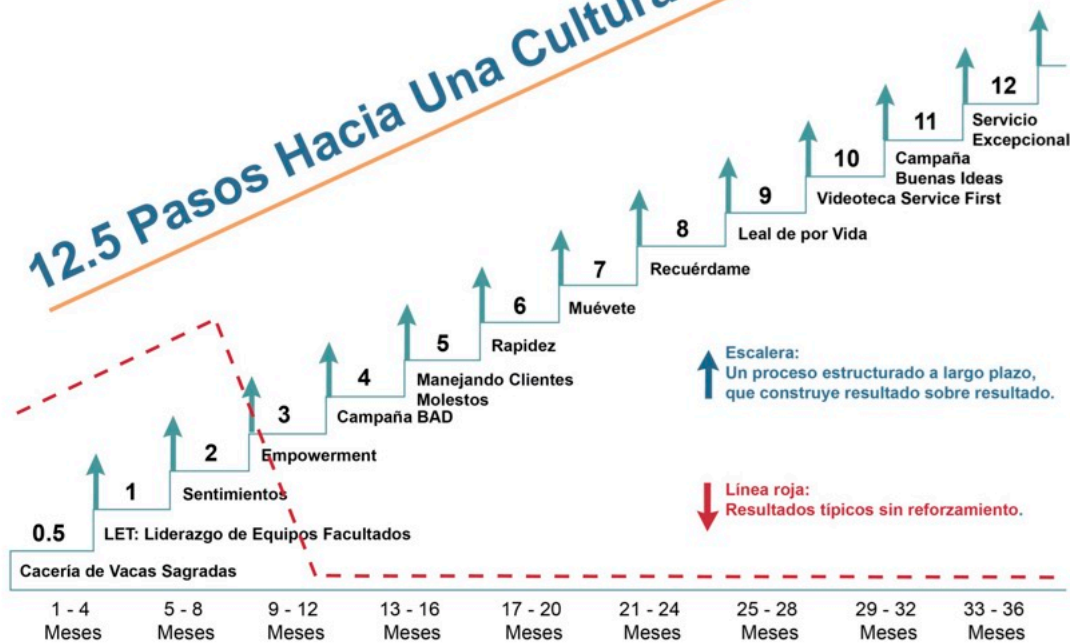 12.5 Pasos Hacia Una Cultura
12
Servicio
Excepcional
11
Campaña
Buenas Ideas
10
Videoteca Service First
9
Leal de por Vida
8
Recuérdame
7
Muévete
6
Rapidez
5
Manejando Clientes
Molestos
4
Campaña BAD
3
Empowerment
2
Sentimientos
1
LET: Liderazgo de Equipos Facultados
0.5
Cacería de Vacas Sagradas
Escalera:
Un proceso estructurado a largo plazo,
que construye resultado sobre resultado.
Línea roja:
Resultados típicos sin reforzamiento.
1 - 4
Meses
5 - 8
Meses
9 - 12
Meses
13 - 16
Meses
17 - 20
Meses
21 - 24
Meses
25 - 28
Meses
29 - 32
Meses
33 - 36
Meses